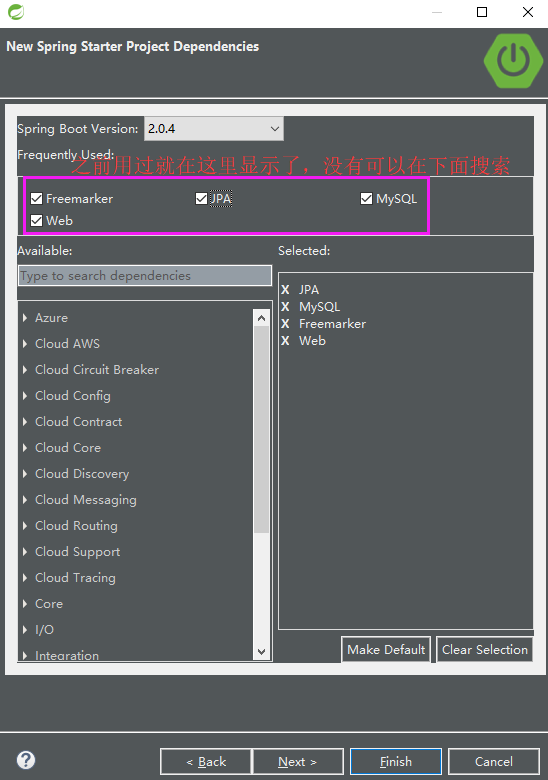 New Spring Starter Project Dependencies
Spring Boot Version: 2.0.4
Frequently Used:
之前用过就在这里显示了，没有可以在下面搜索
Freemarker JPA MySQL
Web
Available: Selected:
Type to search dependencies
Azure
Cloud AWS
Cloud Circuit Breaker
Cloud Config
Cloud Contract
Cloud Core
Cloud Discovery
Cloud Messaging
Cloud Routing
Cloud Support
Cloud Tracing
Core
I/O
Integration
X JPA
X MySQL
X Freemarker
X Web
Make Default Clear Selection
? < Back Next > Finish Cancel